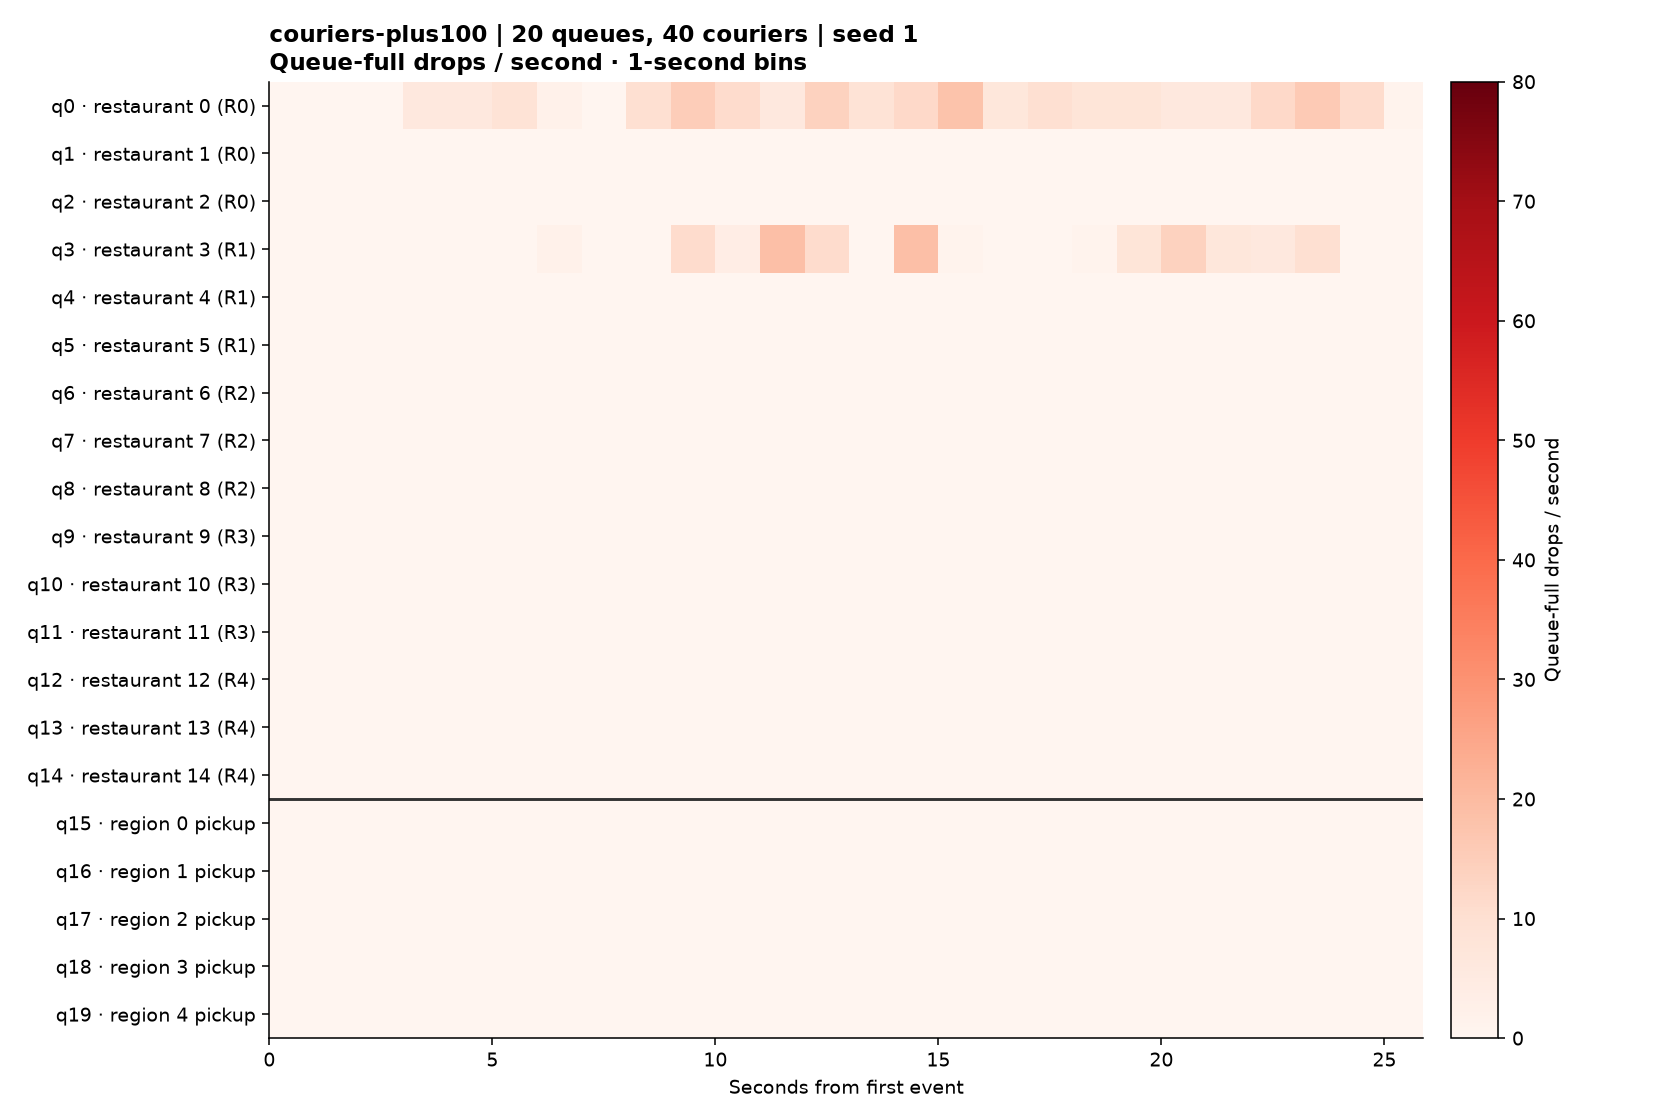 couriers-plus100 | 20 queues, 40 couriers | seed 1
Queue-full drops / second · 1-second bins
q0 · restaurant 0 (R0)
q1 · restaurant 1 (R0)
q2 · restaurant 2 (R0)
q3 · restaurant 3 (R1)
q4 · restaurant 4 (R1)
q5 · restaurant 5 (R1)
q6 · restaurant 6 (R2)
q7 · restaurant 7 (R2)
q8 · restaurant 8 (R2)
q9 · restaurant 9 (R3)
q10 · restaurant 10 (R3)
q11 · restaurant 11 (R3)
q12 · restaurant 12 (R4)
q13 · restaurant 13 (R4)
q14 · restaurant 14 (R4)
q15 · region 0 pickup
q16 · region 1 pickup
q17 · region 2 pickup
q18 · region 3 pickup
q19 · region 4 pickup
0 5 10 15 20 25
Seconds from first event
80
70
60
50
40
30
20
10
0
Queue-full drops / second